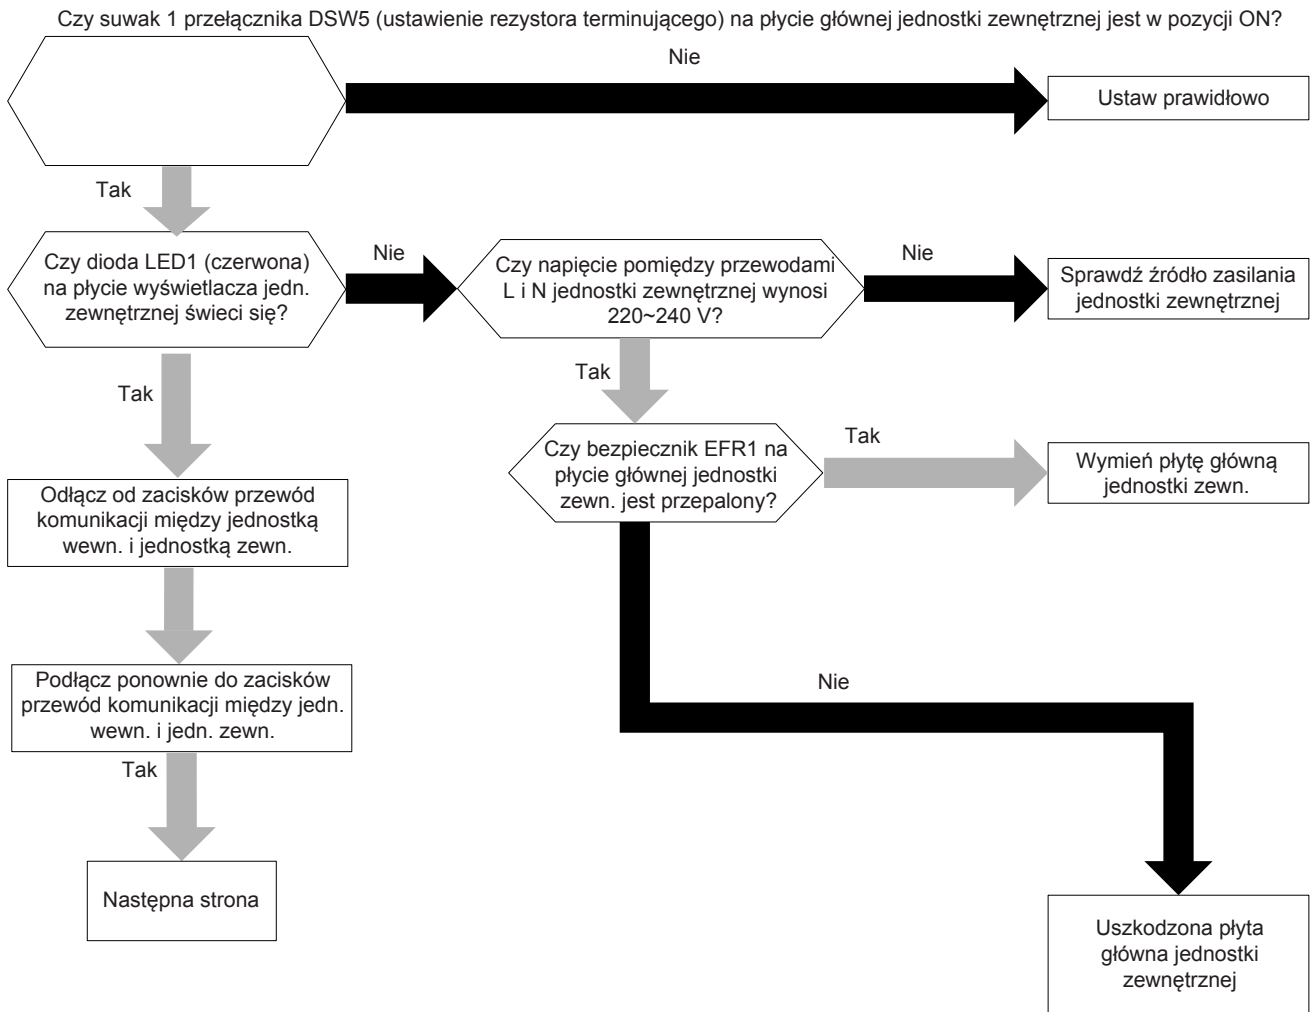 Czy suwak 1 przełącznika DSW5 (ustawienie rezystora terminującego) na płycie głównej jednostki zewnętrznej jest w pozycji ON?
Nie
Ustaw prawidłowo
Tak
Czy dioda LED1 (czerwona)
na płycie wyświetlacza jedn.
zewnętrznej świeci się?
Nie
Czy napięcie pomiędzy przewodami
L i N jednostki zewnętrznej wynosi
220~240 V?
Nie
Sprawdź źródło zasilania
jednostki zewnętrznej
Tak
Tak
Czy bezpiecznik EFR1 na
płycie głównej jednostki
zewn. jest przepalony?
Tak
Wymień płytę główną
jednostki zewn.
Odłącz od zacisków przewód
komunikacji między jednostką
wewn. i jednostką zewn.
Podłącz ponownie do zacisków
przewód komunikacji między jedn.
wewn. i jedn. zewn.
Nie
Tak
Następna strona
Uszkodzona płyta
główna jednostki
zewnętrznej